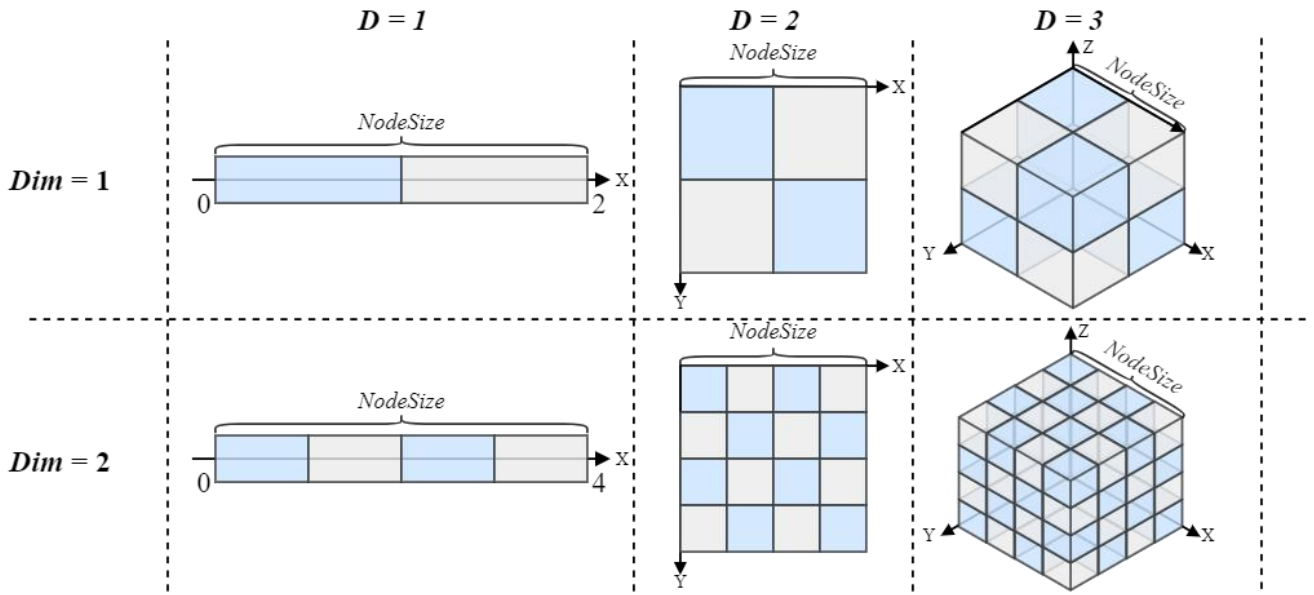 D = 1
D = 2
D = 3
Dim = 1
NodeSize
0
2
X
NodeSize
X
Y
Z
NodeSize
Y
X
Dim = 2
NodeSize
0
4
X
NodeSize
X
Y
Z
NodeSize
Y
X